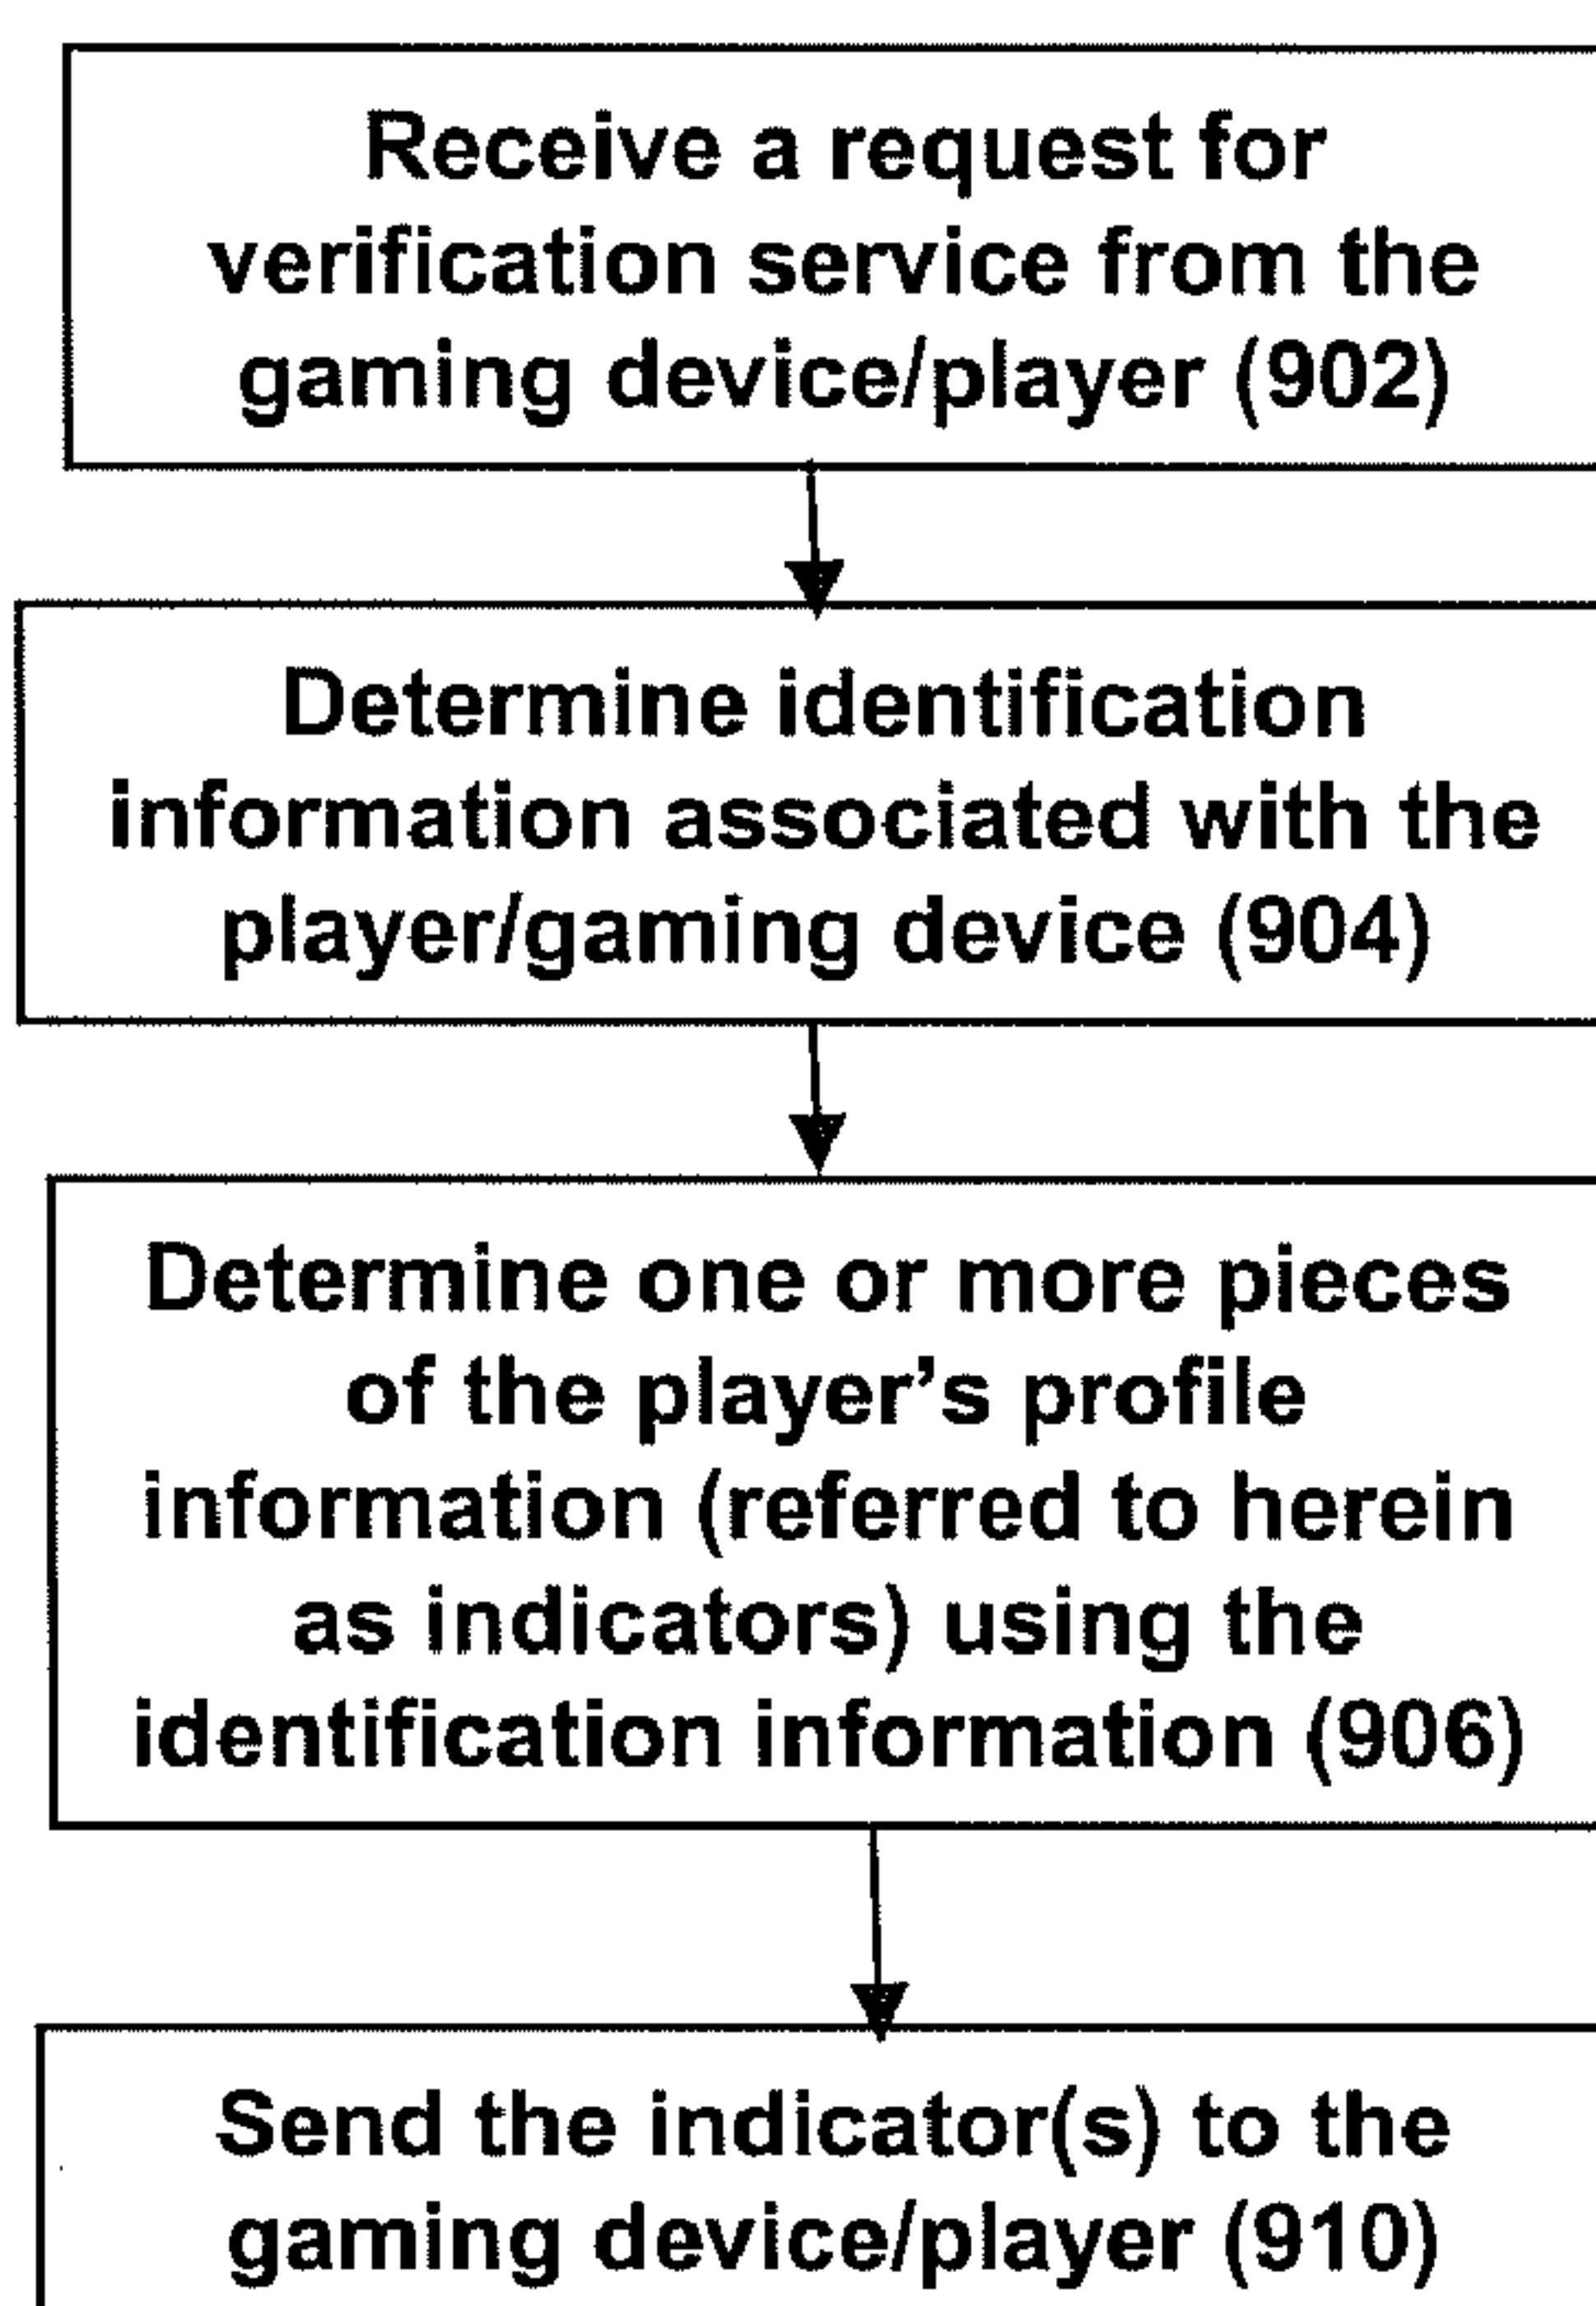 Receive a request for
verification service from the
gaming device/player (902)
Determine identification
information associated with the
player/gaming device (904)
Determine one or more pieces
of the player's profile
information (referred to herein
as indicators) using the
identification information (906)
Send the indicator(s) to the
gaming device/player (910)